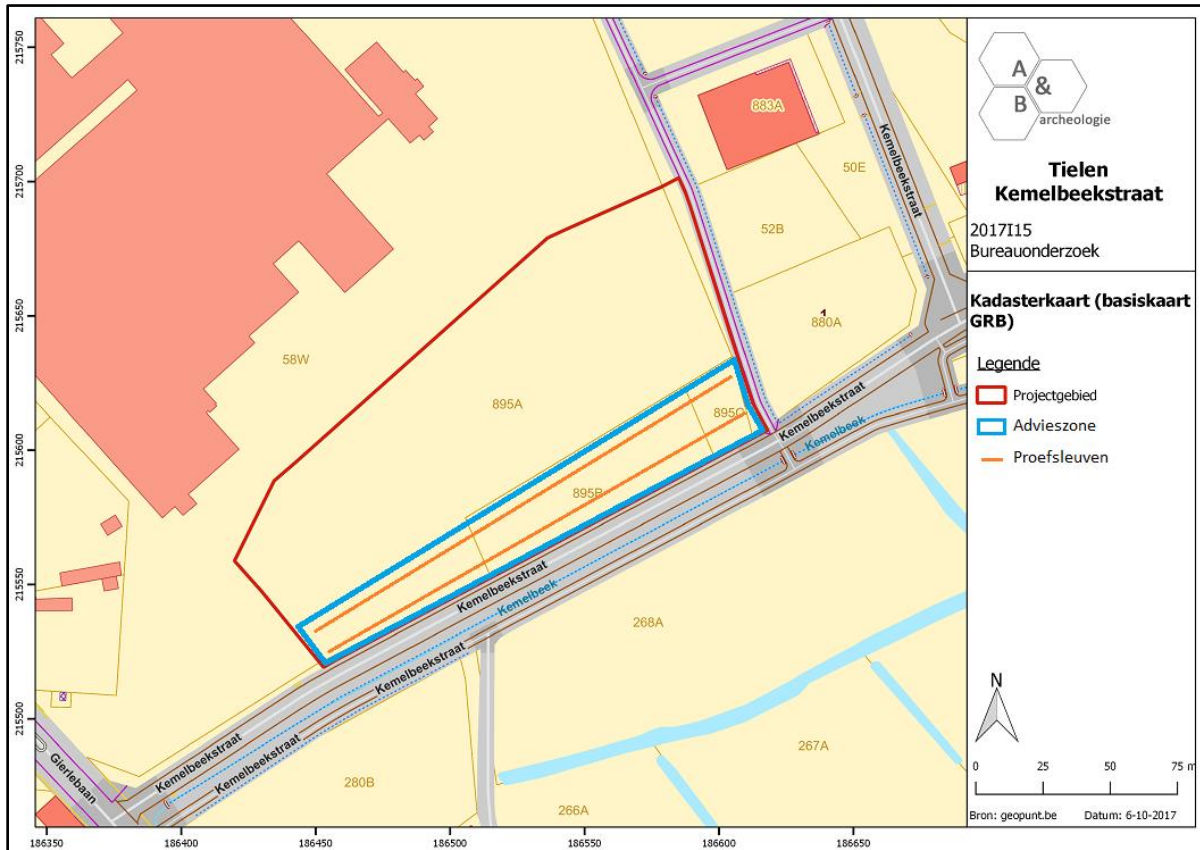 A
&
B
archeologie
Tielen
Kemelbeekstraat
2017I15
Bureauonderzoek
Kadasterkaart (basiskaart
GRB)
Legende
Projectgebied
Advieszone
Proefsleuven
N
0 25 50 75 m
Bron: geopunt.be Datum: 6-10-2017
215750
215700
215650
215600
215550
215500
186350 186400 186450 186500 186550 186600 186650
883A
50E
Kemelbeekstraat
52B
1
880A
58W
895A
895C
Kemelbeekstraat
Kemelbeek
895B
Kemelbeekstraat
Kemelbeek
268A
Kemelbeekstraat
Kemelbeekstraat
Kemelbeekstraat
Gierlebaan
280B
267A
266A